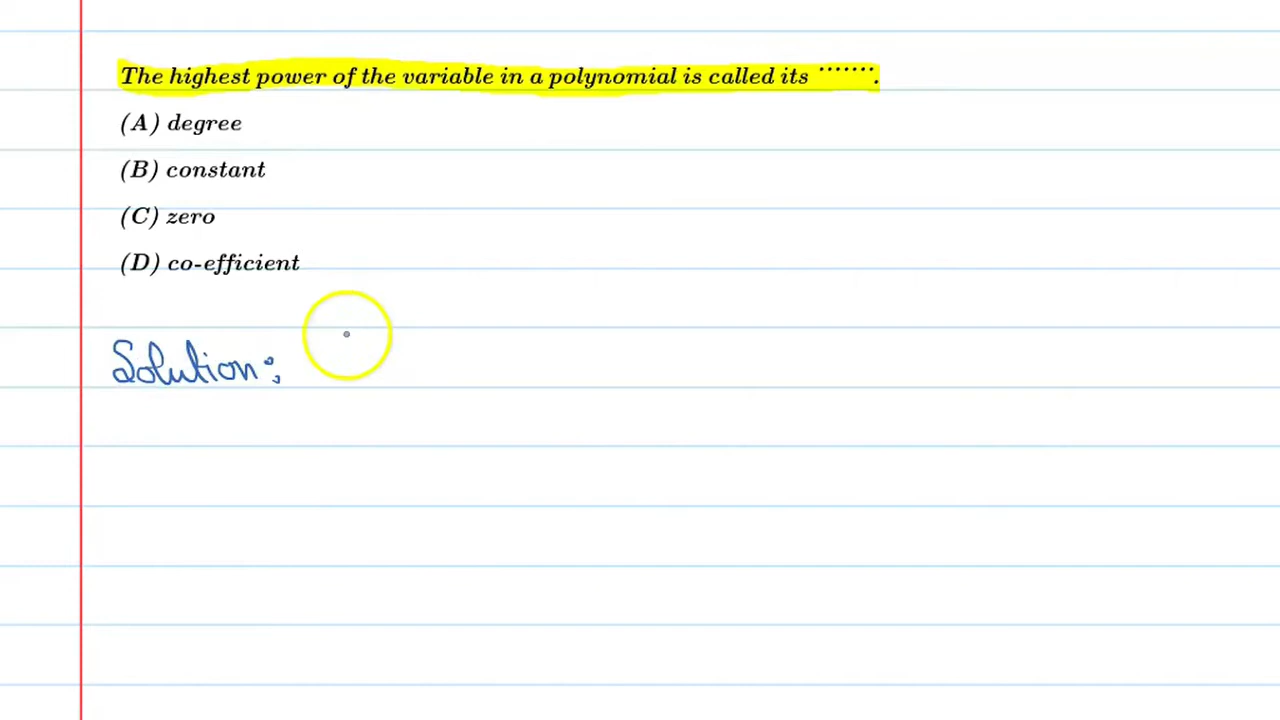 The highest power of the variable in a polynomial is called its ·······.
(A) degree
(B) constant
(C) zero
(D) co-efficient
Solution: